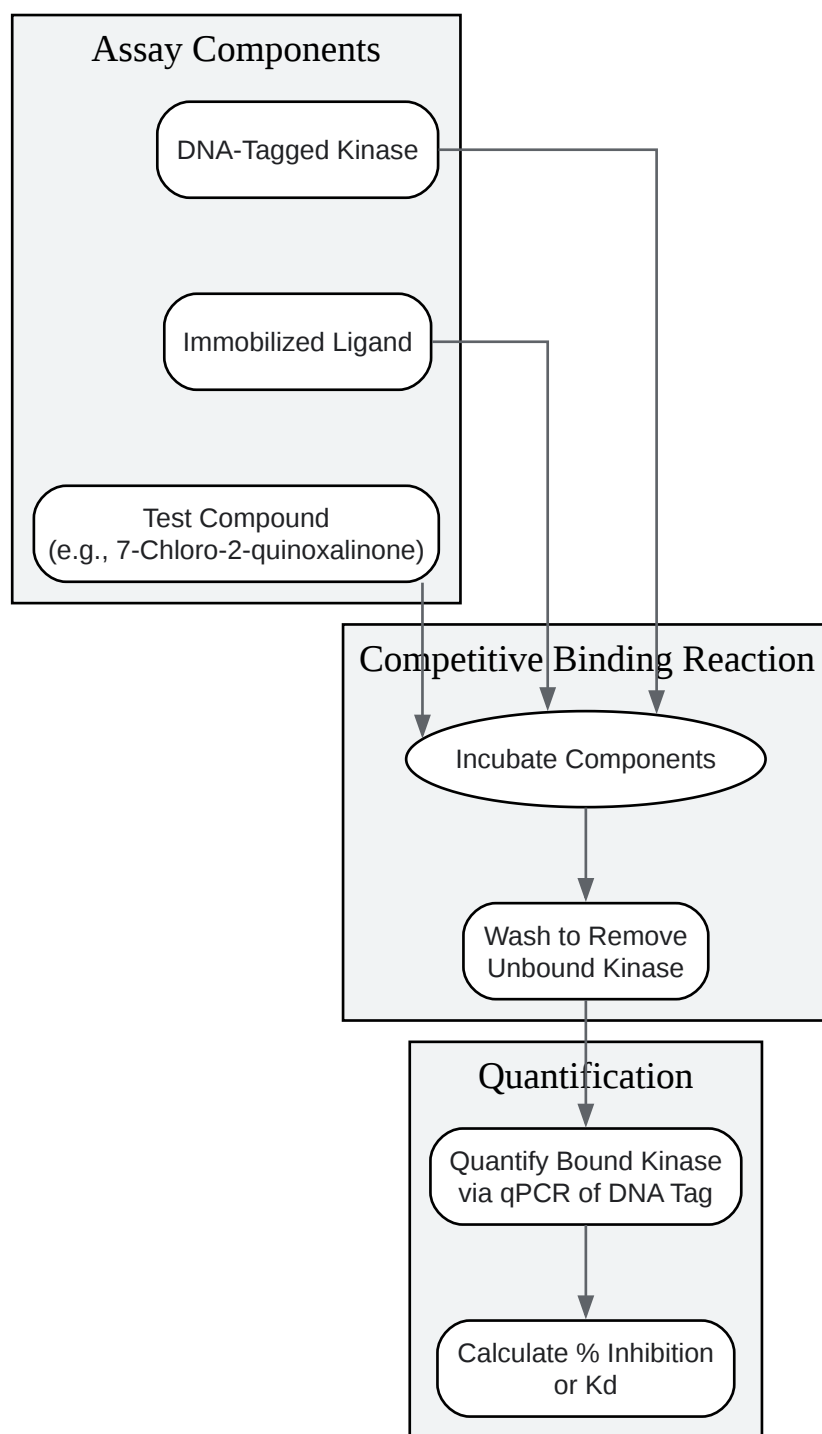 Assay Components
DNA-Tagged Kinase
Immobilized Ligand
Test Compound
(e.g., 7-Chloro-2-quinoxalinone)
Competitive Binding Reaction
Incubate Components
Wash to Remove
Unbound Kinase
Quantification
Quantify Bound Kinase
via qPCR of DNA Tag
Calculate % Inhibition
or Kd